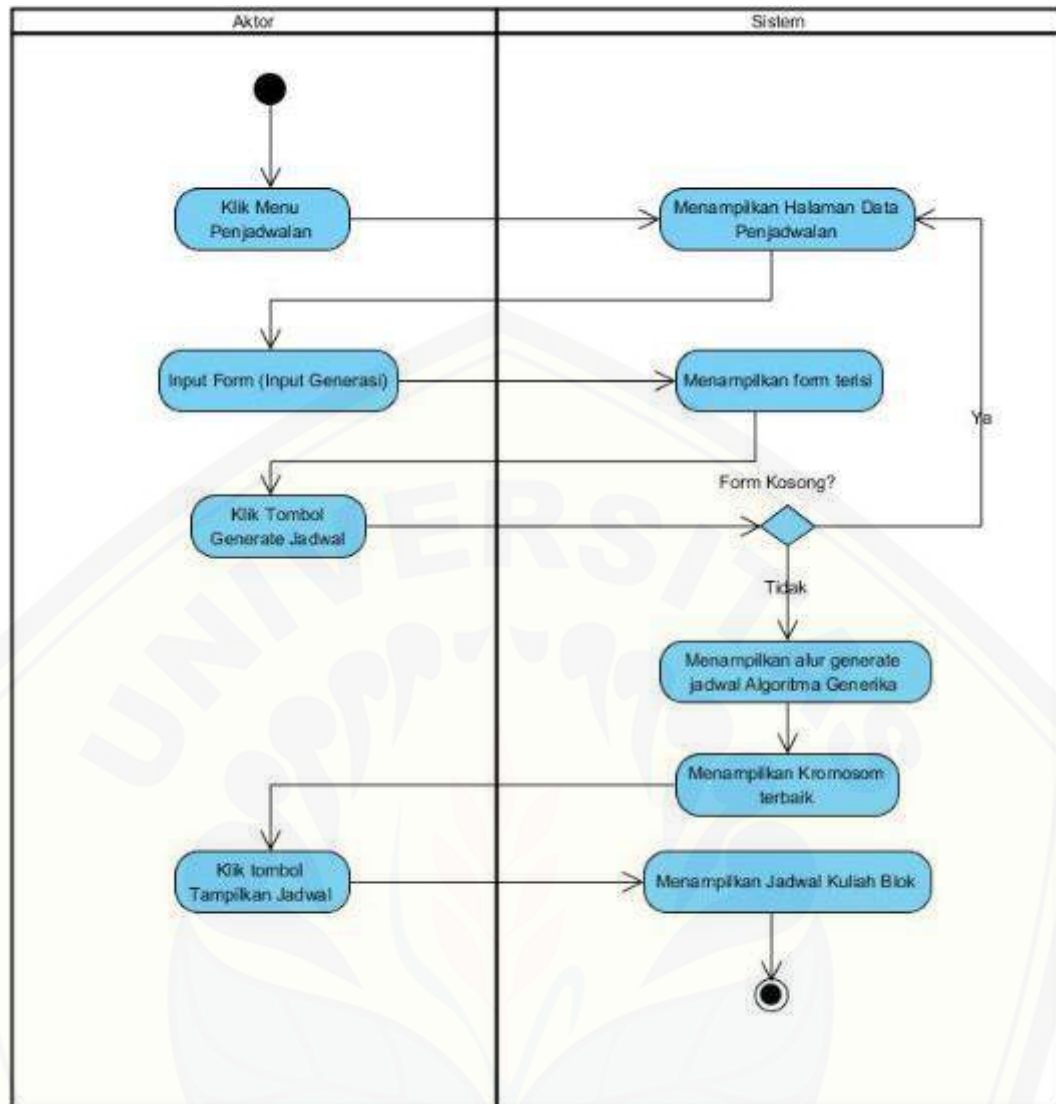 Aktor
Sistem
Klik Menu
Penjadwalan
Menampilkan Halaman Data
Penjadwalan
Input Form (Input Generasi)
Menampilkan form terisi
Ya
Form Kosong?
Klik Tombol
Generate Jadwal
Tidak
Menampilkan alur generate
jadwal Algoritma Generika
Menampilkan Kromosom
terbaik
Klik tombol
Tampilkan Jadwal
Menampilkan Jadwal Kuliah Blok
UNIVERSITAS